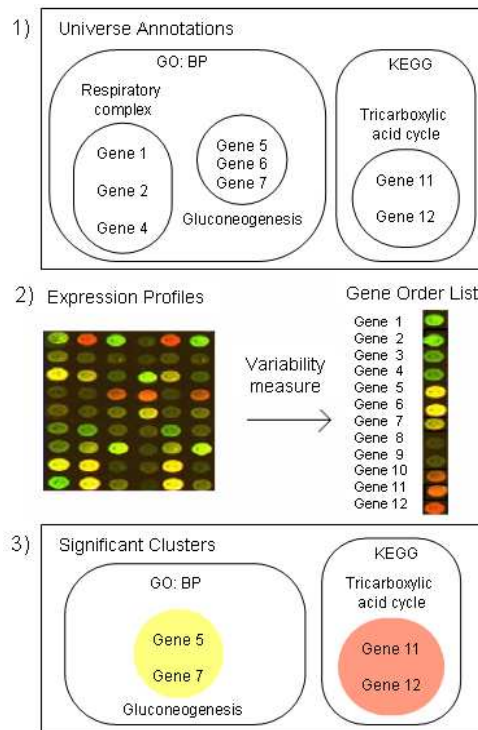 1) Universe Annotations
GO: BP
Respiratory
complex
Gene 1
Gene 2
Gene 4
Gene 5
Gene 6
Gene 7
Gluconeogenesis
KEGG
Tricarboxylic
acid cycle
Gene 11
Gene 12
2) Expression Profiles
Variability
measure
Gene Order List
Gene 1
Gene 2
Gene 3
Gene 4
Gene 5
Gene 6
Gene 7
Gene 8
Gene 9
Gene 10
Gene 11
Gene 12
3) Significant Clusters
GO: BP
Gene 5
Gene 7
Gluconeogenesis
KEGG
Tricarboxylic
acid cycle
Gene 11
Gene 12